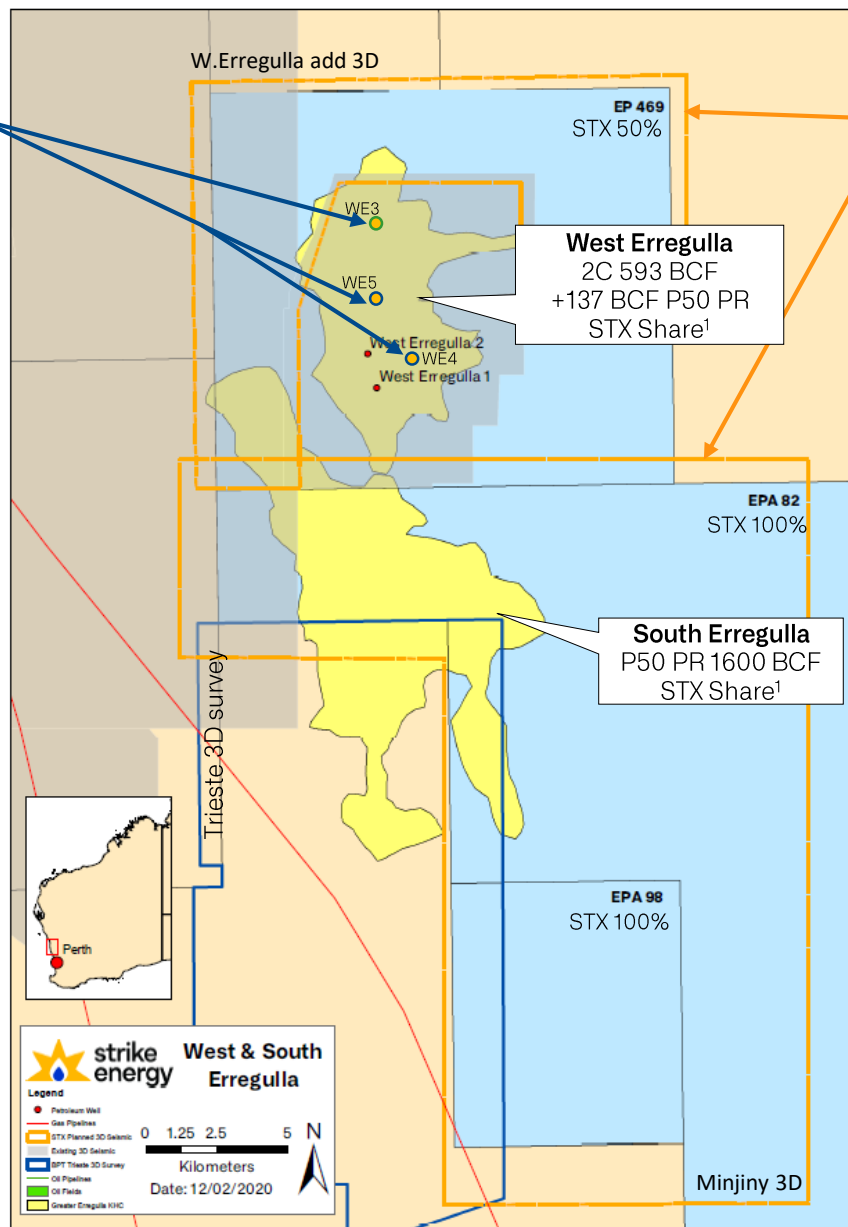 W.Erregulla add 3D
EP 469
STX 50%
WE3
West Erregulla
2C 593 BCF
+137 BCF P50 PR
STX Share¹
WE5
West Erregulla 2
WE4
West Erregulla 1
EPA 82
STX 100%
South Erregulla
P50 PR 1600 BCF
STX Share¹
Trieste 3D survey
EPA 98
STX 100%
Perth
strike
energy
West & South
Erregulla
Legend
Petroleum Well
Gas Pipelines
STX Planned 3D Seismic
Existing 3D Seismic
BPT Trieste 3D Survey
Oil Pipelines
Oil Fields
Greater Erregulla KHC
0 1.25 2.5 5
Kilometers
Date: 12/02/2020
N
Minjiny 3D